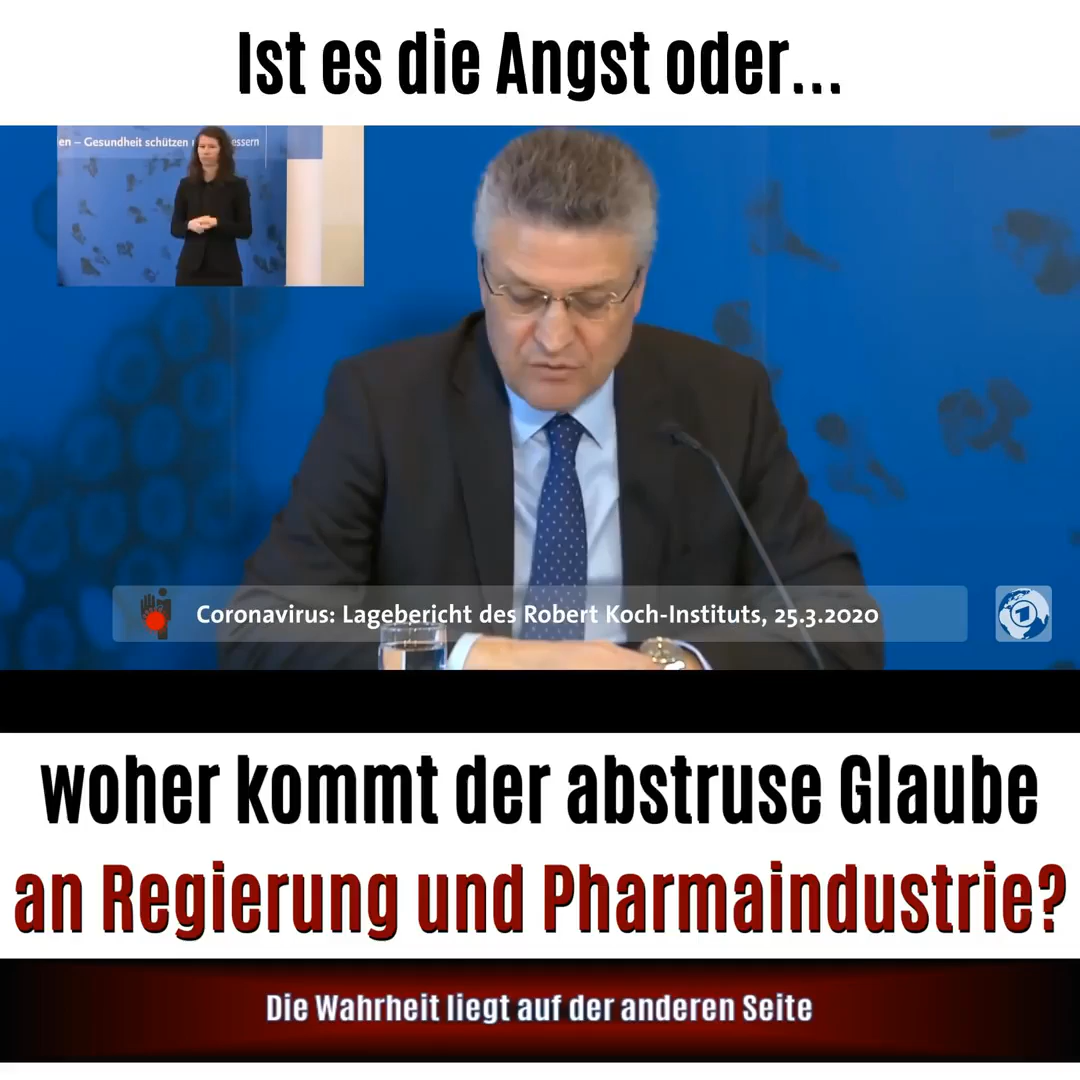 Ist es die Angst oder...
en – Gesundheit schützen
essern
Coronavirus: Lagebericht des Robert Koch-Instituts, 25.3.2020
woher kommt der abstruse Glaube
an Regierung und Pharmaindustrie?
Die Wahrheit liegt auf der anderen Seite